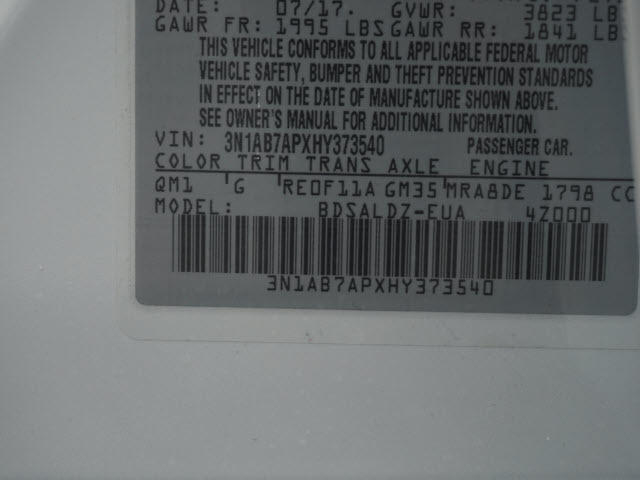 DATE: 07/17. GVWR: 3823 LB
GAWR FR: 1995 LBS GAWR RR: 1841 LB
THIS VEHICLE CONFORMS TO ALL APPLICABLE FEDERAL MOTOR
VEHICLE SAFETY, BUMPER AND THEFT PREVENTION STANDARDS
IN EFFECT ON THE DATE OF MANUFACTURE SHOWN ABOVE.
SEE OWNER'S MANUAL FOR ADDITIONAL INFORMATION.
VIN: 3N1AB7APXHY373540 PASSENGER CAR.
COLOR TRIM TRANS AXLE ENGINE
QM1 G RE0F11A GM35 MRA8DE 1798 CC
MODEL: BDSALDZ-EUA 4Z000
3N1AB7APXHY373540